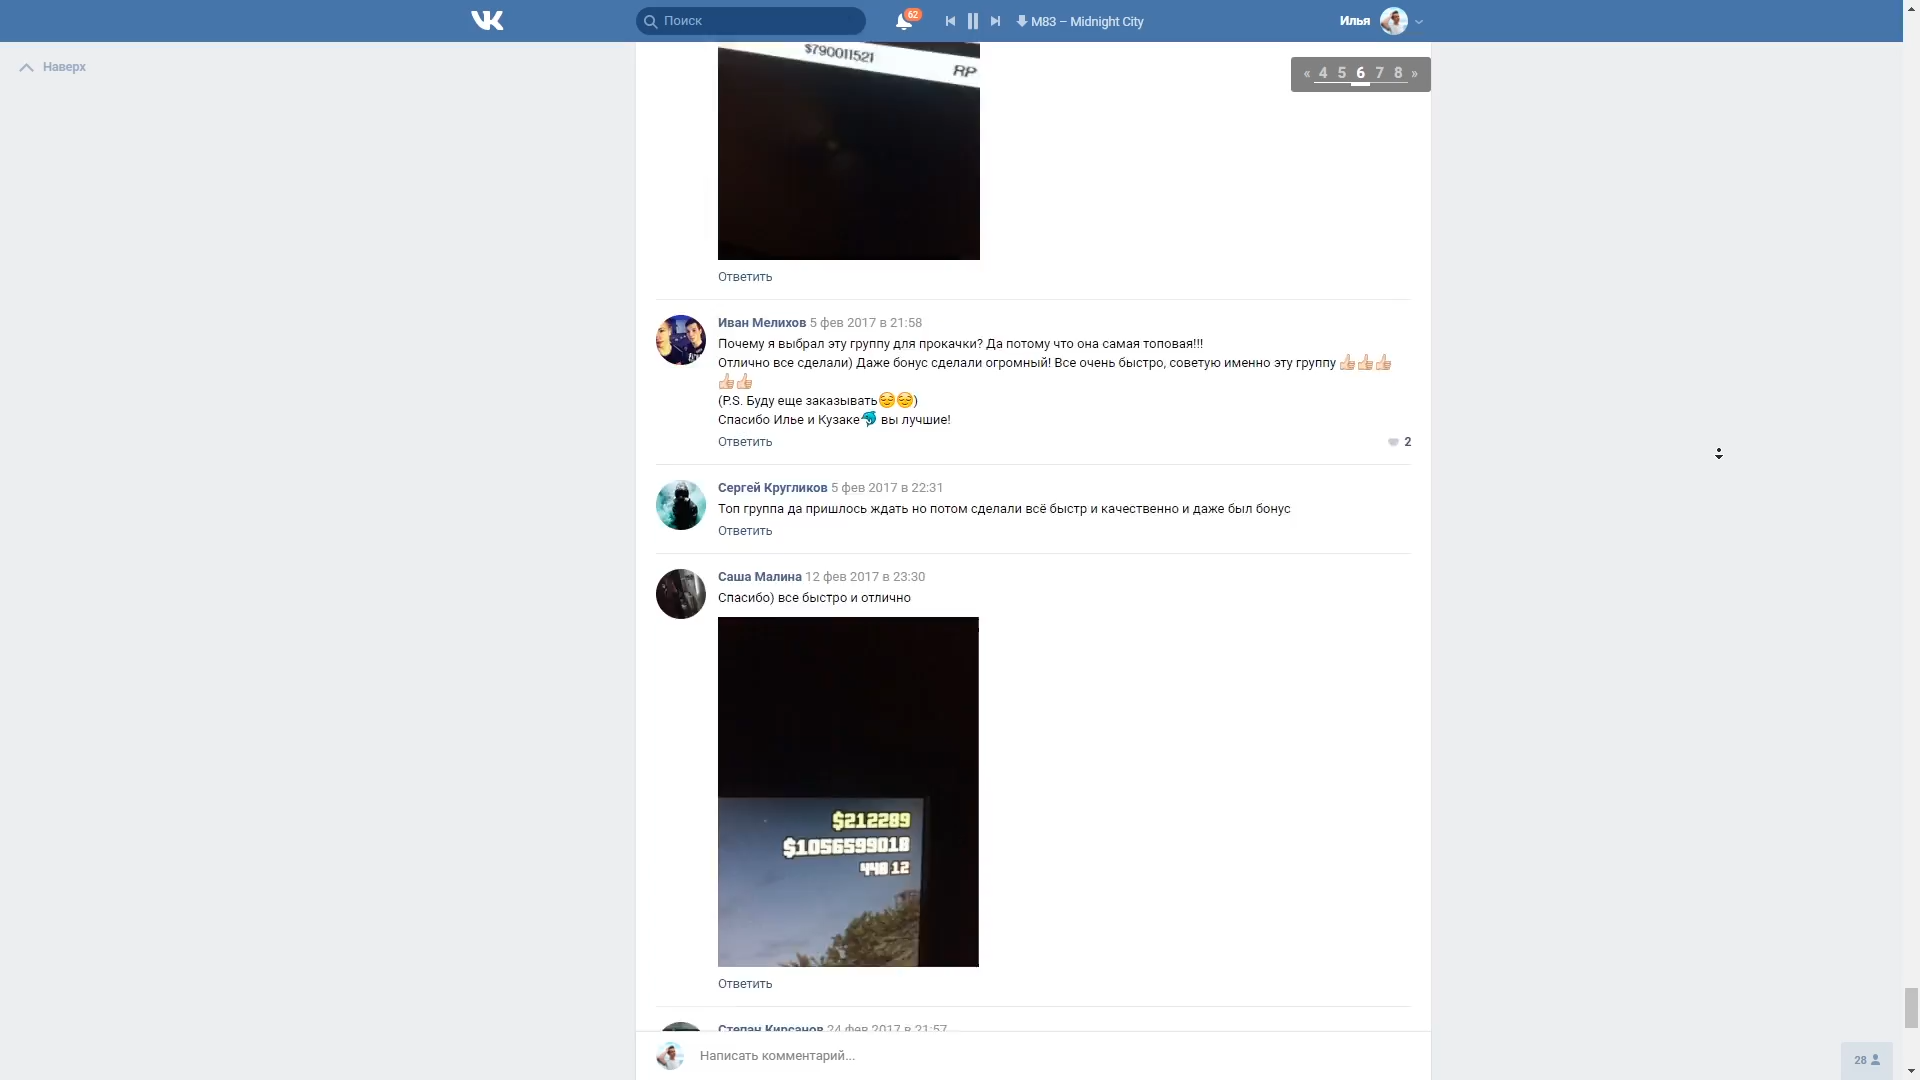 Поиск
62
M83 – Midnight City
Илья
Наверх
« 4 5 6 7 8 »
$790011521
RP
Ответить
Иван Мелихов 5 фев 2017 в 21:58
Почему я выбрал эту группу для прокачки? Да потому что она самая топовая!!!
Отлично все сделали) Даже бонус сделали огромный! Все очень быстро, советую именно эту группу 👍👍👍
👍👍
(P.S. Буду еще заказывать😌😌)
Спасибо Илье и Кузаке🐬 вы лучшие!
Ответить
2
Сергей Кругликов 5 фев 2017 в 22:31
Топ группа да пришлось ждать но потом сделали всё быстр и качественно и даже был бонус
Ответить
Саша Малина 12 фев 2017 в 23:30
Спасибо) все быстро и отлично
$212289
$1056599018
448 12
Ответить
Степан Кирсанов 24 фев 2017 в 21:57
Написать комментарий...
28